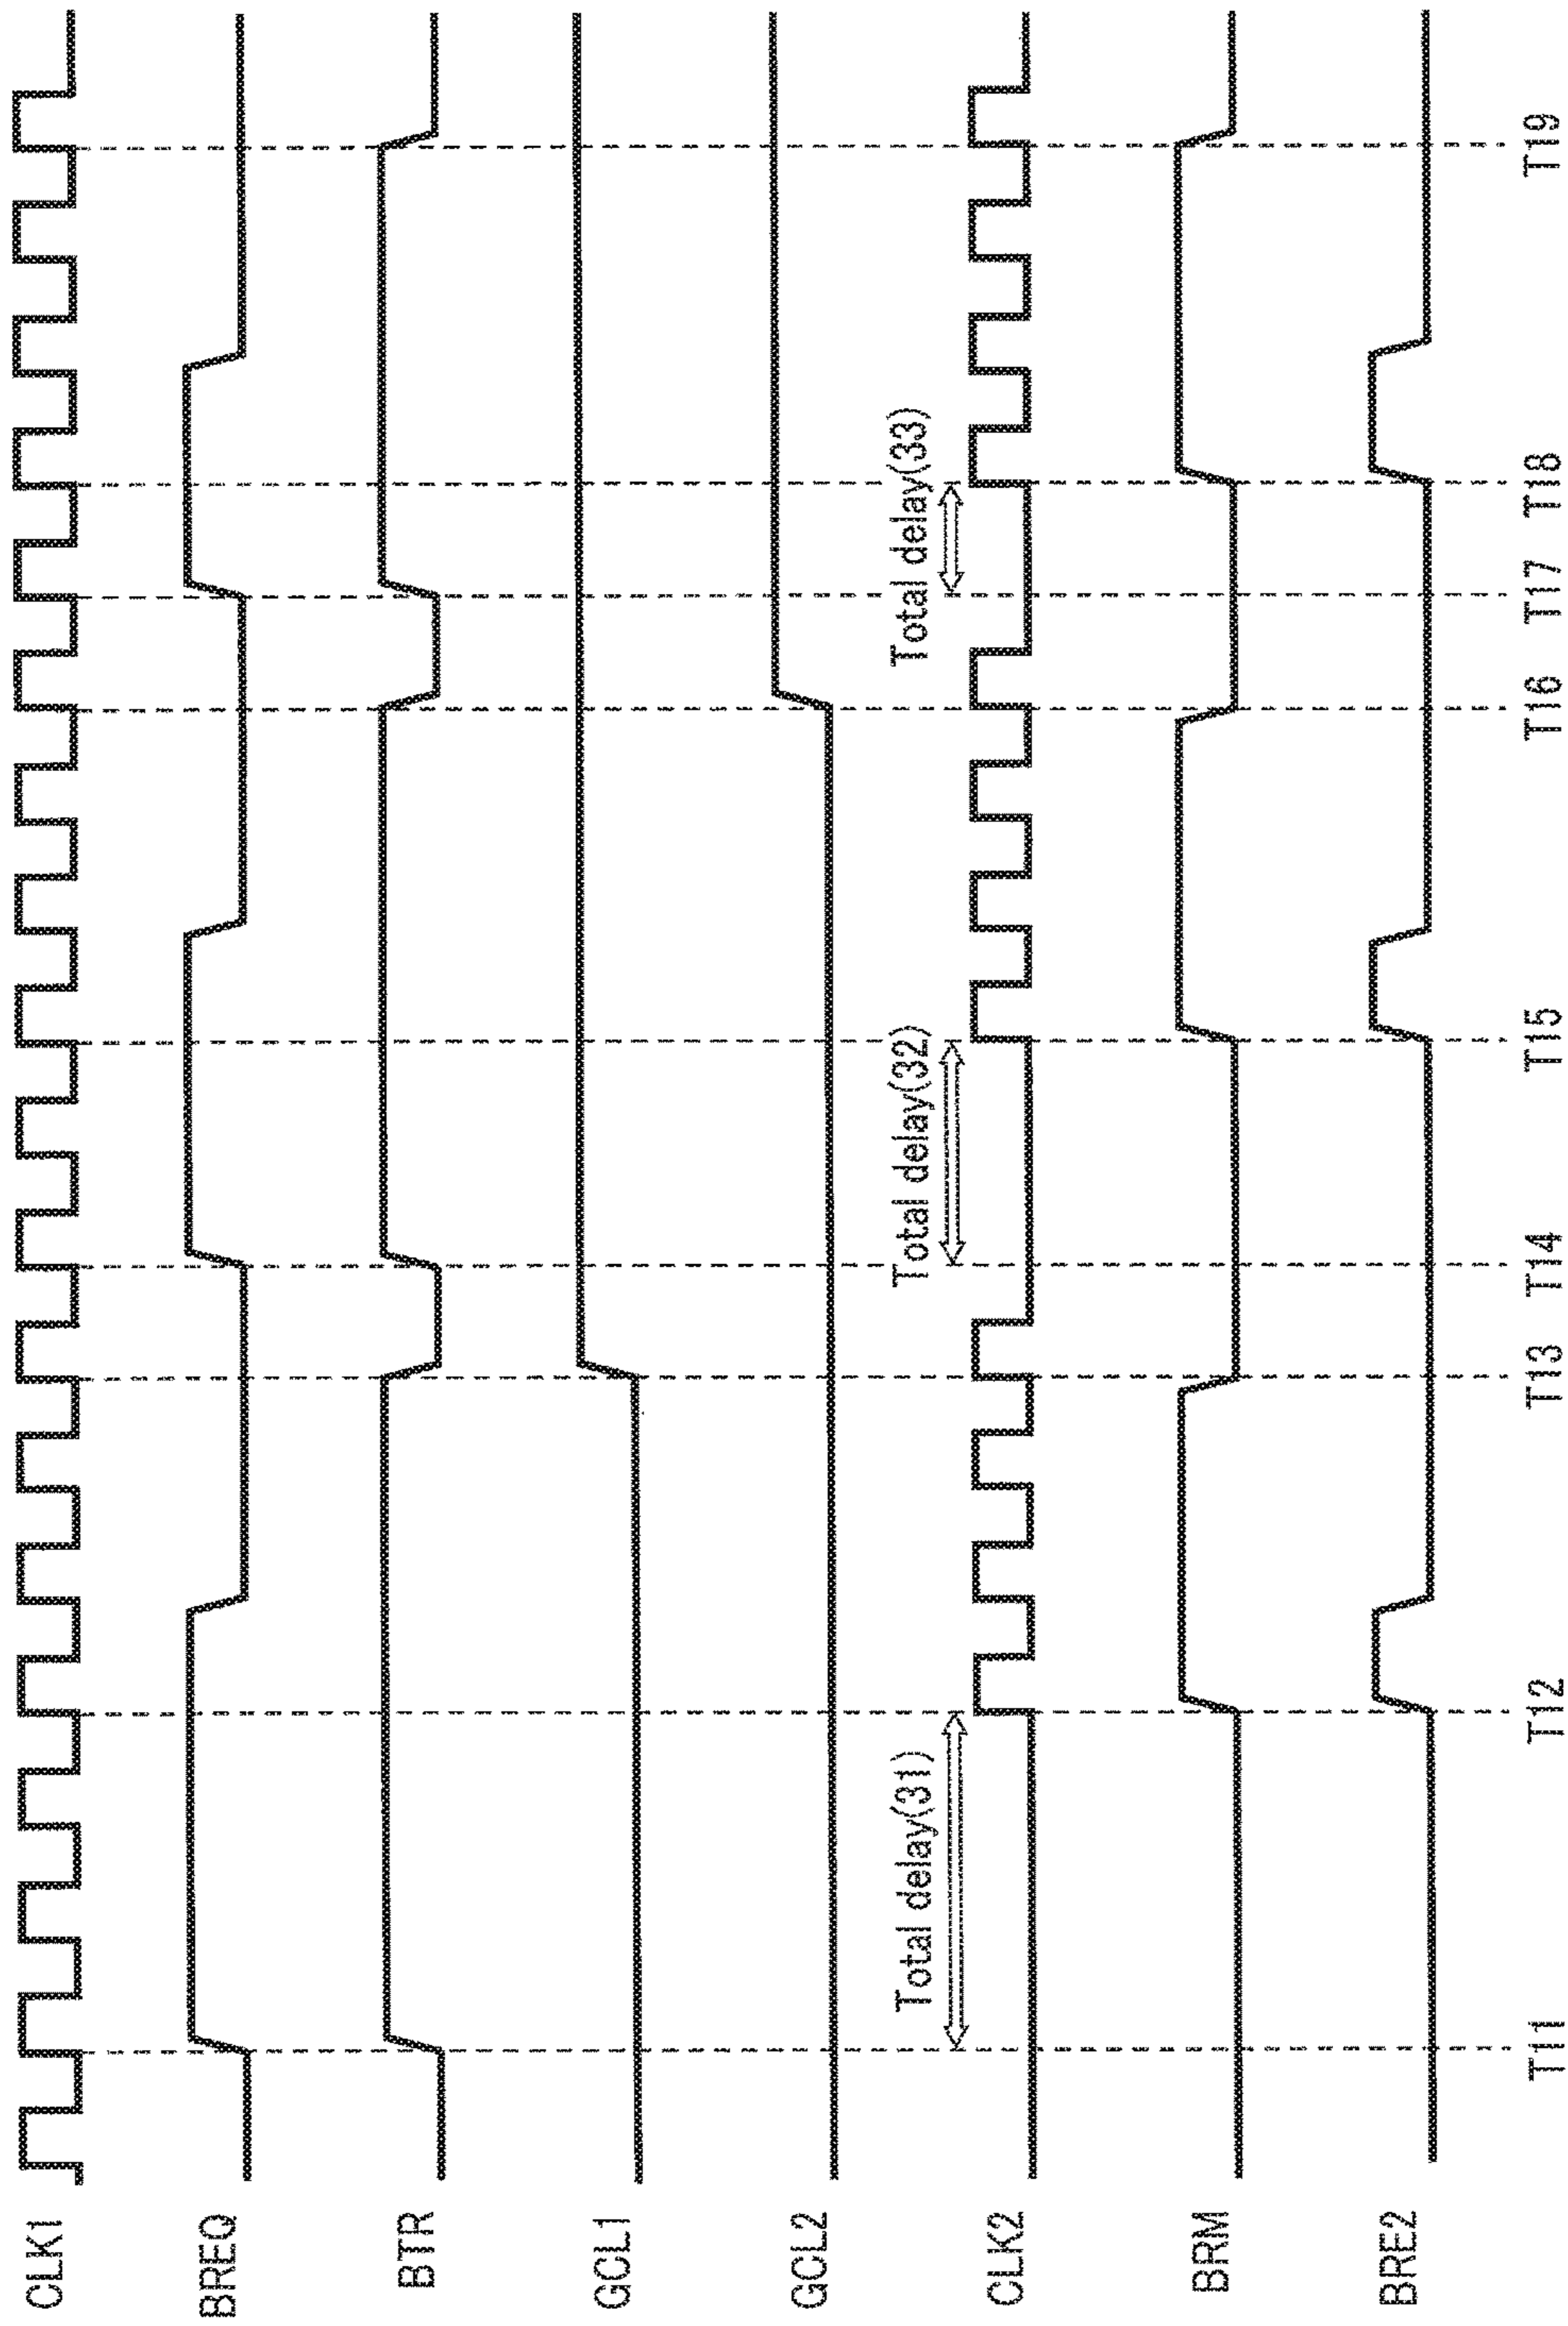 CLK1
BREQ
BTR
GCL1
GCL2
Total delay(31)
Total delay(32)
Total delay(33)
CLK2
BRM
BRE2
T11
T12
T13
T14
T15
T16
T17
T18
T19